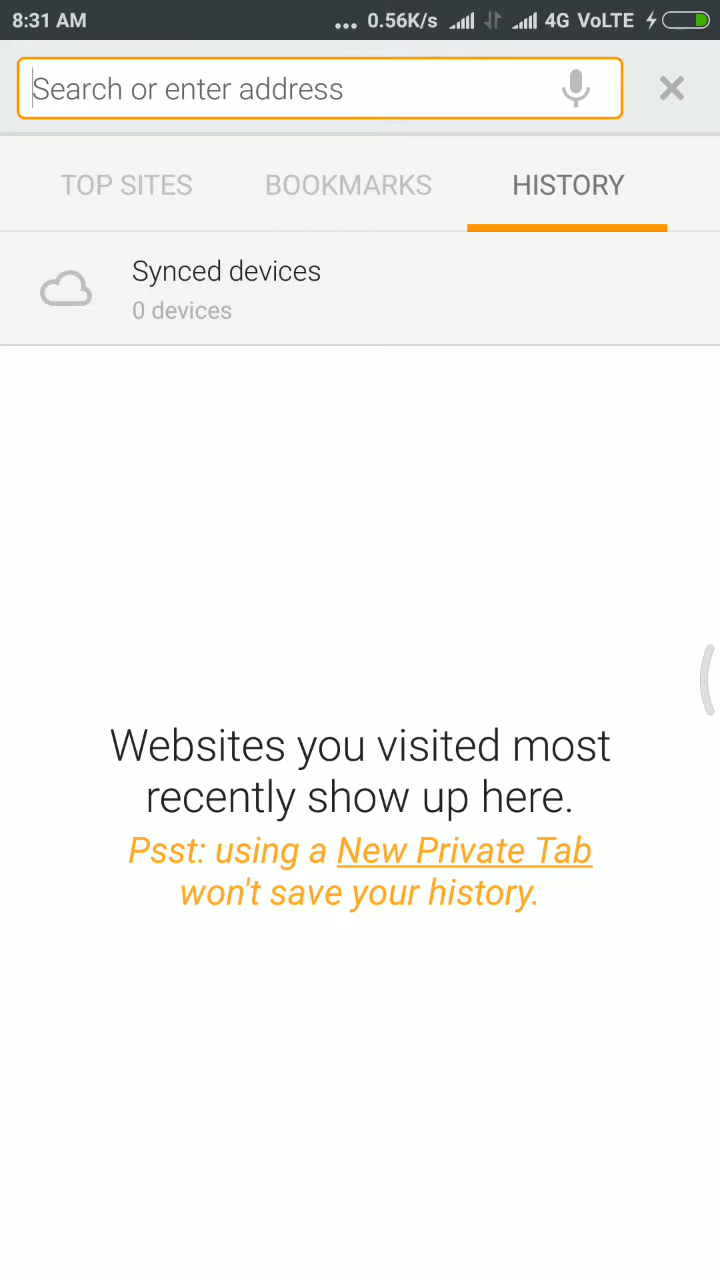 8:31 AM ... 0.56K/s 4G VoLTE
Search or enter address
TOP SITES BOOKMARKS HISTORY
Synced devices
0 devices
Websites you visited most
recently show up here.
Psst: using a New Private Tab
won't save your history.